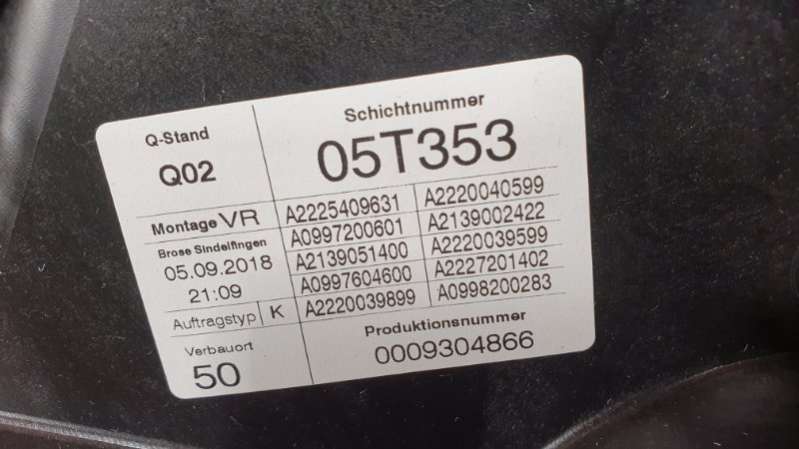 Q-Stand
Q02
Schichtnummer
05T353
Montage VR
Brose Sindelfingen
05.09.2018
21:09
Auftragstyp K
A2225409631 A2220040599
A0997200601 A2139002422
A2139051400 A2220039599
A0997604600 A2227201402
A2220039899 A0998200283
Verbauort
50
Produktionsnummer
0009304866